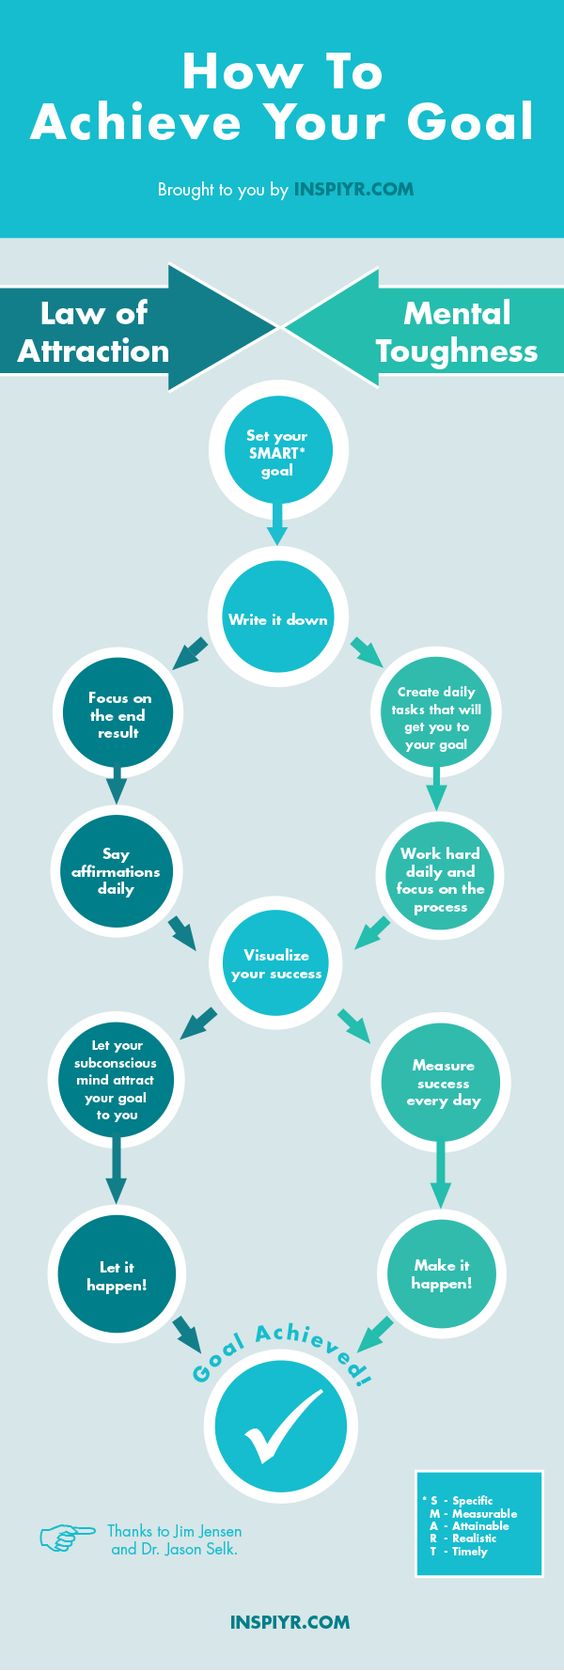 How To
Achieve Your Goal
Brought to you by INSPIYR.COM
Law of
Attraction
Mental
Toughness
Set your
SMART*
goal
Write it down
Focus on
the end
result
Create daily
tasks that will
get you to
your goal
Say
affirmations
daily
Work hard
daily and
focus on the
process
Visualize
your success
Let your
subconscious
mind attract
your goal
to you
Measure
success
every day
Let it
happen!
Make it
happen!
Goal Achieved!
* S - Specific
M - Measurable
A - Attainable
R - Realistic
T - Timely
Thanks to Jim Jensen
and Dr. Jason Selk.
INSPIYR.COM